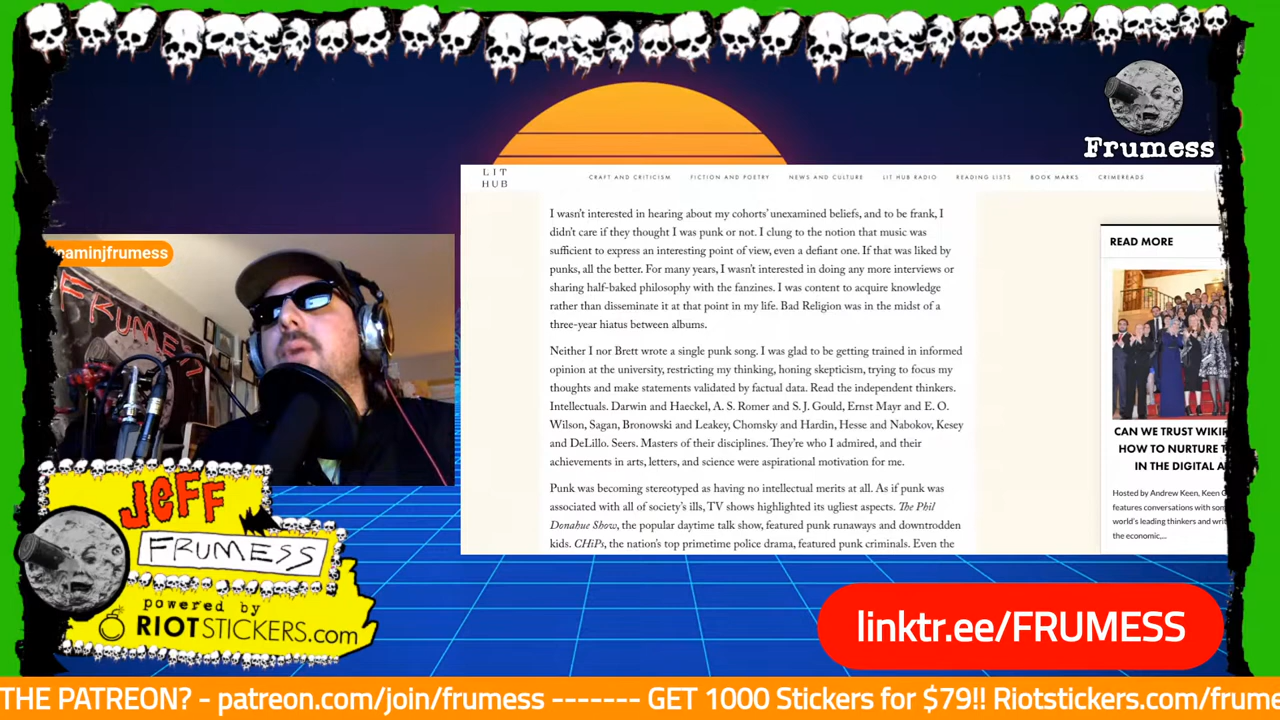 Frumess
LIT
HUB
CRAFT AND CRITICISM
FICTION AND POETRY
NEWS AND CULTURE
LIT HUB RADIO
READING LISTS
BOOK MARKS
CRIMEREADS
I wasn't interested in hearing about my cohorts' unexamined beliefs, and to be frank, I
didn't care if they thought I was punk or not. I clung to the notion that music was
sufficient to express an interesting point of view, even a defiant one. If that was liked by
punks, all the better. For many years, I wasn't interested in doing any more interviews or
sharing half-baked philosophy with the fanzines. I was content to acquire knowledge
rather than disseminate it at that point in my life. Bad Religion was in the midst of a
three-year hiatus between albums.
Neither I nor Brett wrote a single punk song. I was glad to be getting trained in informed
opinion at the university, restricting my thinking, honing skepticism, trying to focus my
thoughts and make statements validated by factual data. Read the independent thinkers.
Intellectuals. Darwin and Haeckel, A. S. Romer and S. J. Gould, Ernst Mayr and E. O.
Wilson, Sagan, Bronowski and Leakey, Chomsky and Hardin, Hesse and Nabokov, Kesey
and DeLillo. Seers. Masters of their disciplines. They're who I admired, and their
achievements in arts, letters, and science were aspirational motivation for me.
Punk was becoming stereotyped as having no intellectual merits at all. As if punk was
associated with all of society's ills, TV shows highlighted its ugliest aspects. The Phil
Donahue Show, the popular daytime talk show, featured punk runaways and downtrodden
kids. CHiPs, the nation's top primetime police drama, featured punk criminals. Even the
READ MORE
CAN WE TRUST WIKIP
HOW TO NURTURE T
IN THE DIGITAL A
Hosted by Andrew Keen, Keen O
features conversations with som
world's leading thinkers and writ
the economic,...
eaminjfrumess
FRUMESS
JEFF
FRUMESS
powered by
RIOTSTICKERS.com
linktr.ee/FRUMESS
THE PATREON? - patreon.com/join/frumess ------- GET 1000 Stickers for $79!! Riotstickers.com/frume